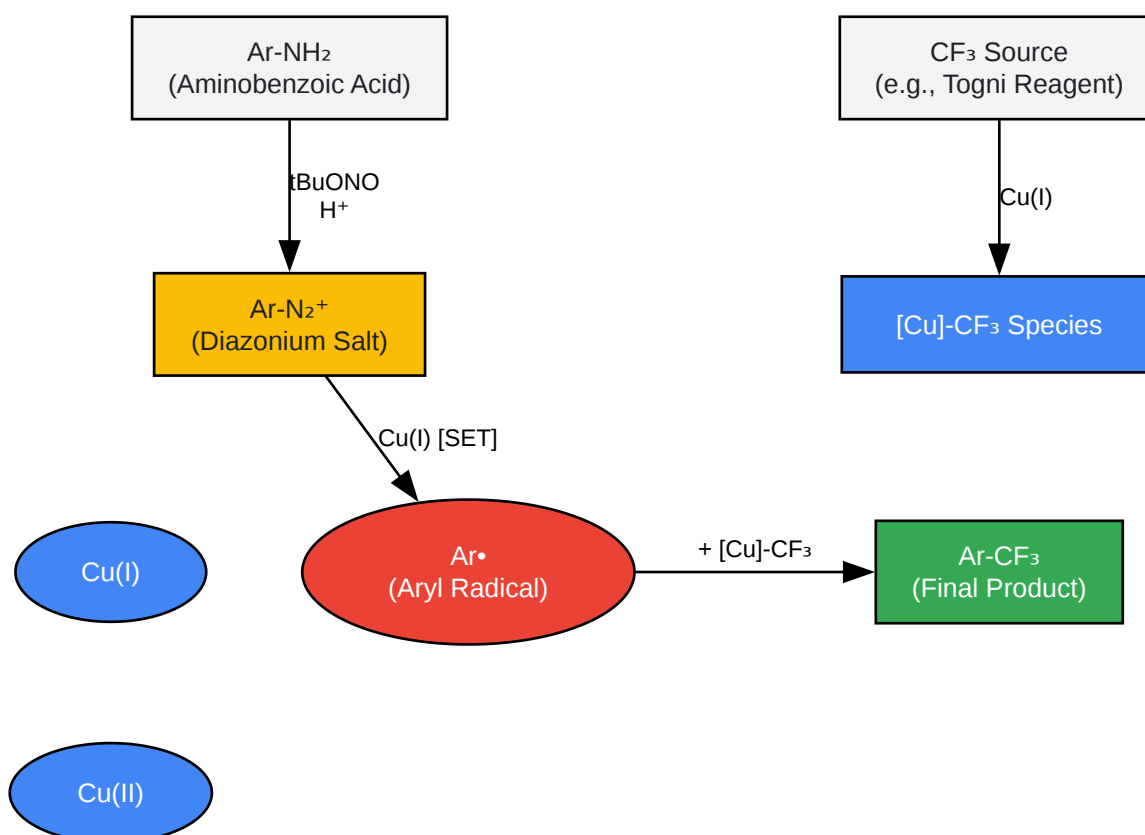 Ar-NH₂
(Aminobenzoic Acid)
CF₃ Source
(e.g., Togni Reagent)
tBuONO
H⁺
Cu(I)
Ar-N₂⁺
(Diazonium Salt)
[Cu]-CF₃ Species
Cu(I) [SET]
Cu(I)
Ar•
(Aryl Radical)
+ [Cu]-CF₃
Ar-CF₃
(Final Product)
Cu(II)